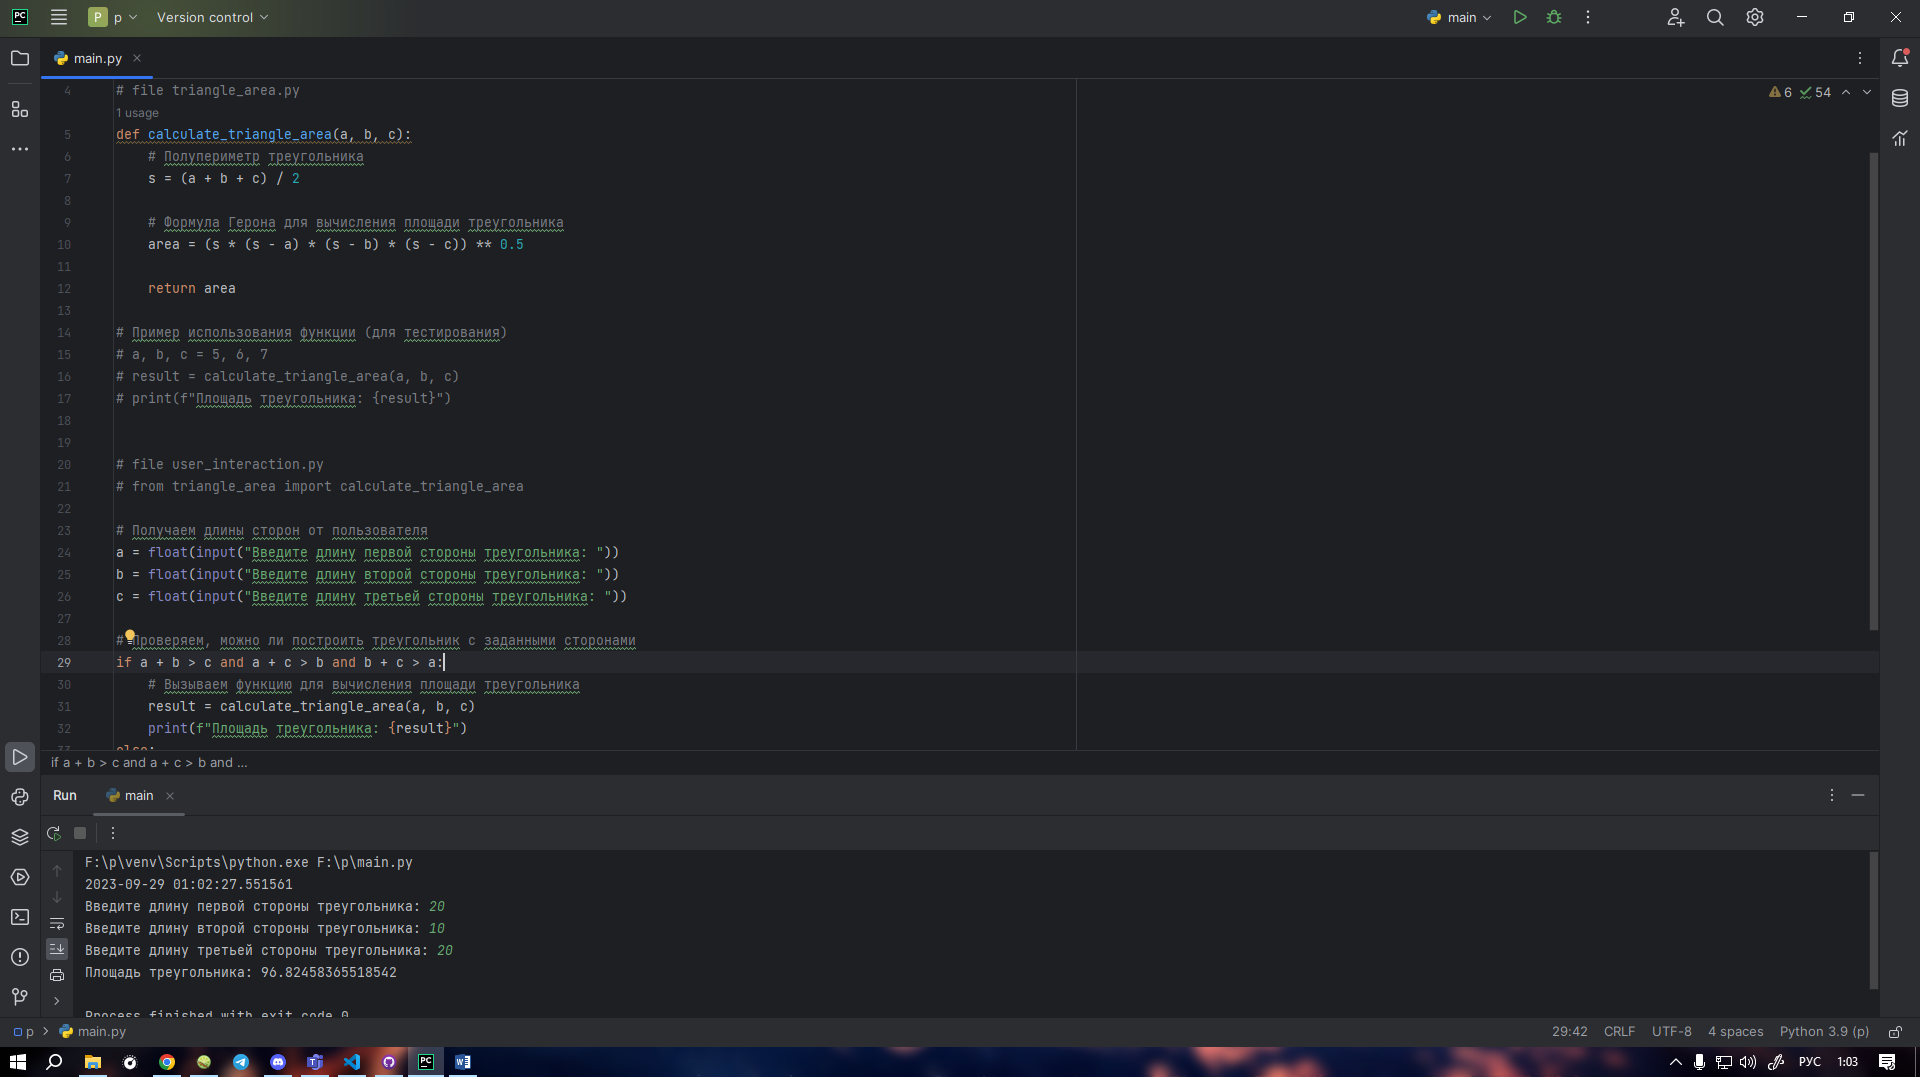 PC P p Version control main
main.py
4 # file triangle_area.py 6 54
1 usage
5 def calculate_triangle_area(a, b, c):
6 # Полупериметр треугольника
7 s = (a + b + c) / 2
8
9 # Формула Герона для вычисления площади треугольника
10 area = (s * (s - a) * (s - b) * (s - c)) ** 0.5
11
12 return area
13
14 # Пример использования функции (для тестирования)
15 # a, b, c = 5, 6, 7
16 # result = calculate_triangle_area(a, b, c)
17 # print(f"Площадь треугольника: {result}")
18
19
20 # file user_interaction.py
21 # from triangle_area import calculate_triangle_area
22
23 # Получаем длины сторон от пользователя
24 a = float(input("Введите длину первой стороны треугольника: "))
25 b = float(input("Введите длину второй стороны треугольника: "))
26 c = float(input("Введите длину третьей стороны треугольника: "))
27
28 # Проверяем, можно ли построить треугольник с заданными сторонами
29 if a + b > c and a + c > b and b + c > a:
30 # Вызываем функцию для вычисления площади треугольника
31 result = calculate_triangle_area(a, b, c)
32 print(f"Площадь треугольника: {result}")
33 else:
if a + b > c and a + c > b and ...
Run main
F:\p\venv\Scripts\python.exe F:\p\main.py
2023-09-29 01:02:27.551561
Введите длину первой стороны треугольника: 20
Введите длину второй стороны треугольника: 10
Введите длину третьей стороны треугольника: 20
Площадь треугольника: 96.82458365518542
Process finished with exit code 0
p > main.py 29:42 CRLF UTF-8 4 spaces Python 3.9 (p)
PC РУС 1:03